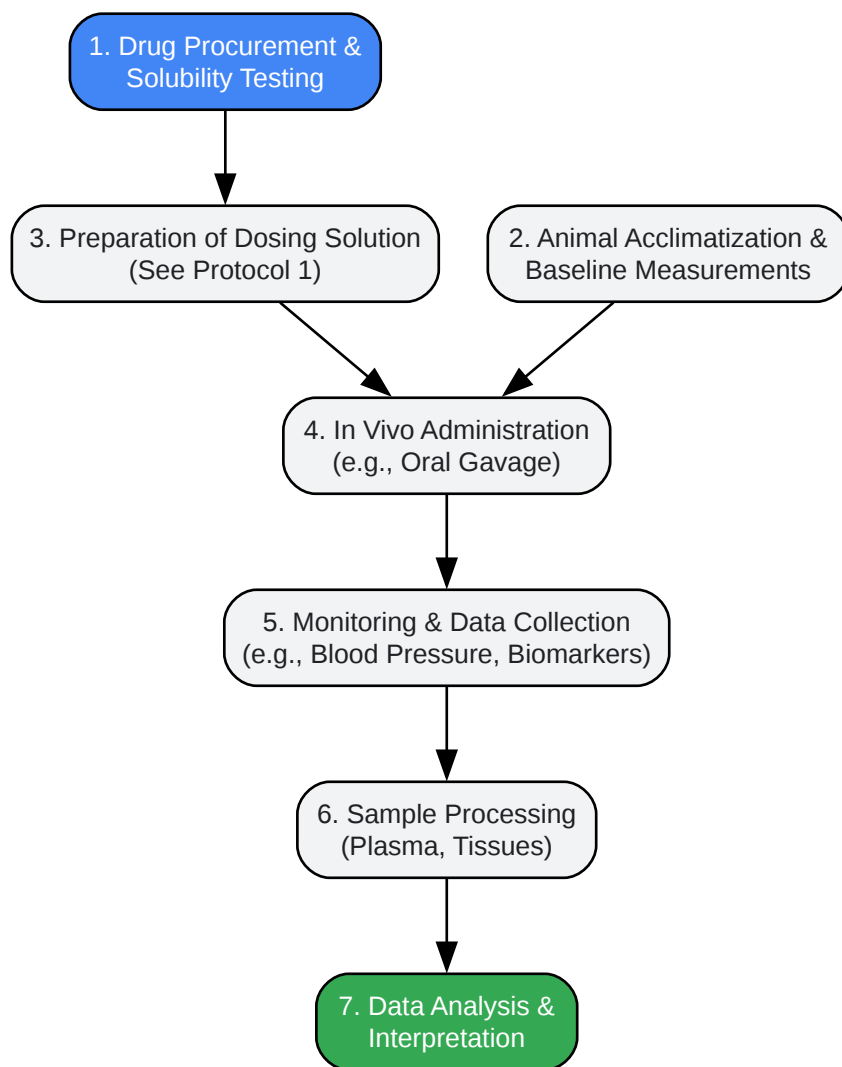 1. Drug Procurement &
Solubility Testing
3. Preparation of Dosing Solution
(See Protocol 1)
2. Animal Acclimatization &
Baseline Measurements
4. In Vivo Administration
(e.g., Oral Gavage)
5. Monitoring & Data Collection
(e.g., Blood Pressure, Biomarkers)
6. Sample Processing
(Plasma, Tissues)
7. Data Analysis &
Interpretation